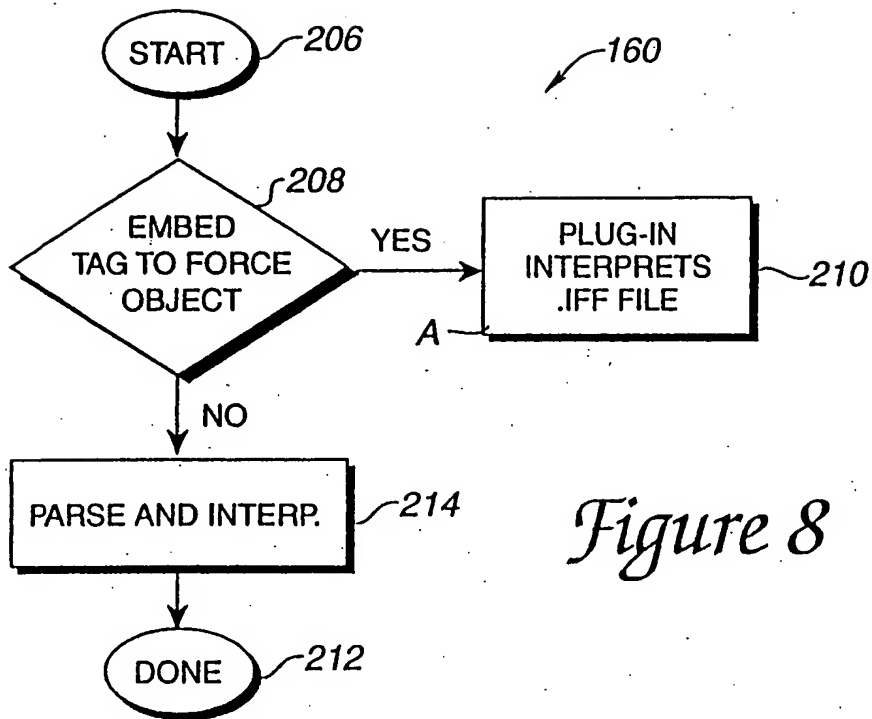 START
206
160
208
EMBED
TAG TO FORCE
OBJECT
YES
PLUG-IN
INTERPRETS
.IFF FILE
210
A
NO
PARSE AND INTERP.
214
Figure 8
DONE
212